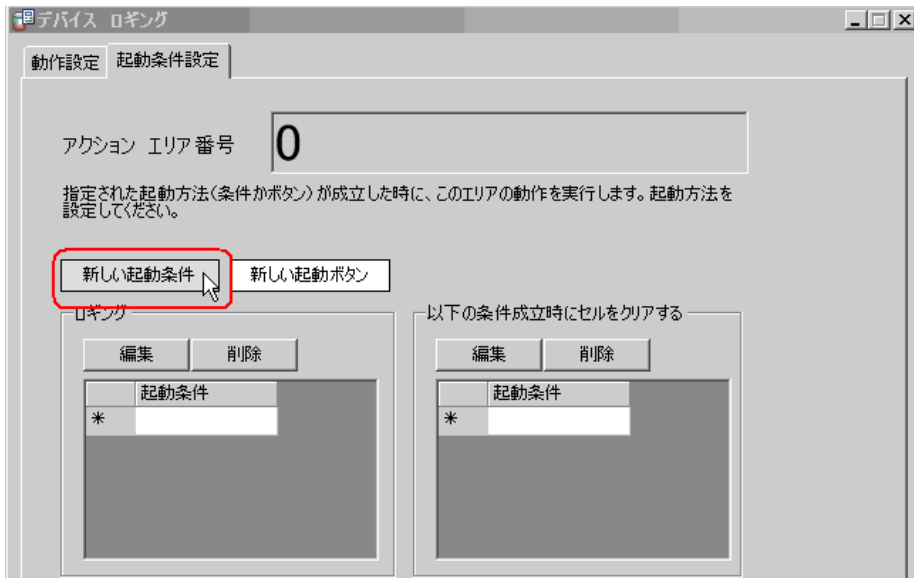 デバイス ロギング
動作設定 起動条件設定
アクション エリア番号 0
指定された起動方法(条件かボタン)が成立した時に、このエリアの動作を実行します。起動方法を
設定してください。
新しい起動条件 新しい起動ボタン
ロギング 以下の条件成立時にセルをクリアする
編集 削除 編集 削除
起動条件 起動条件
* *